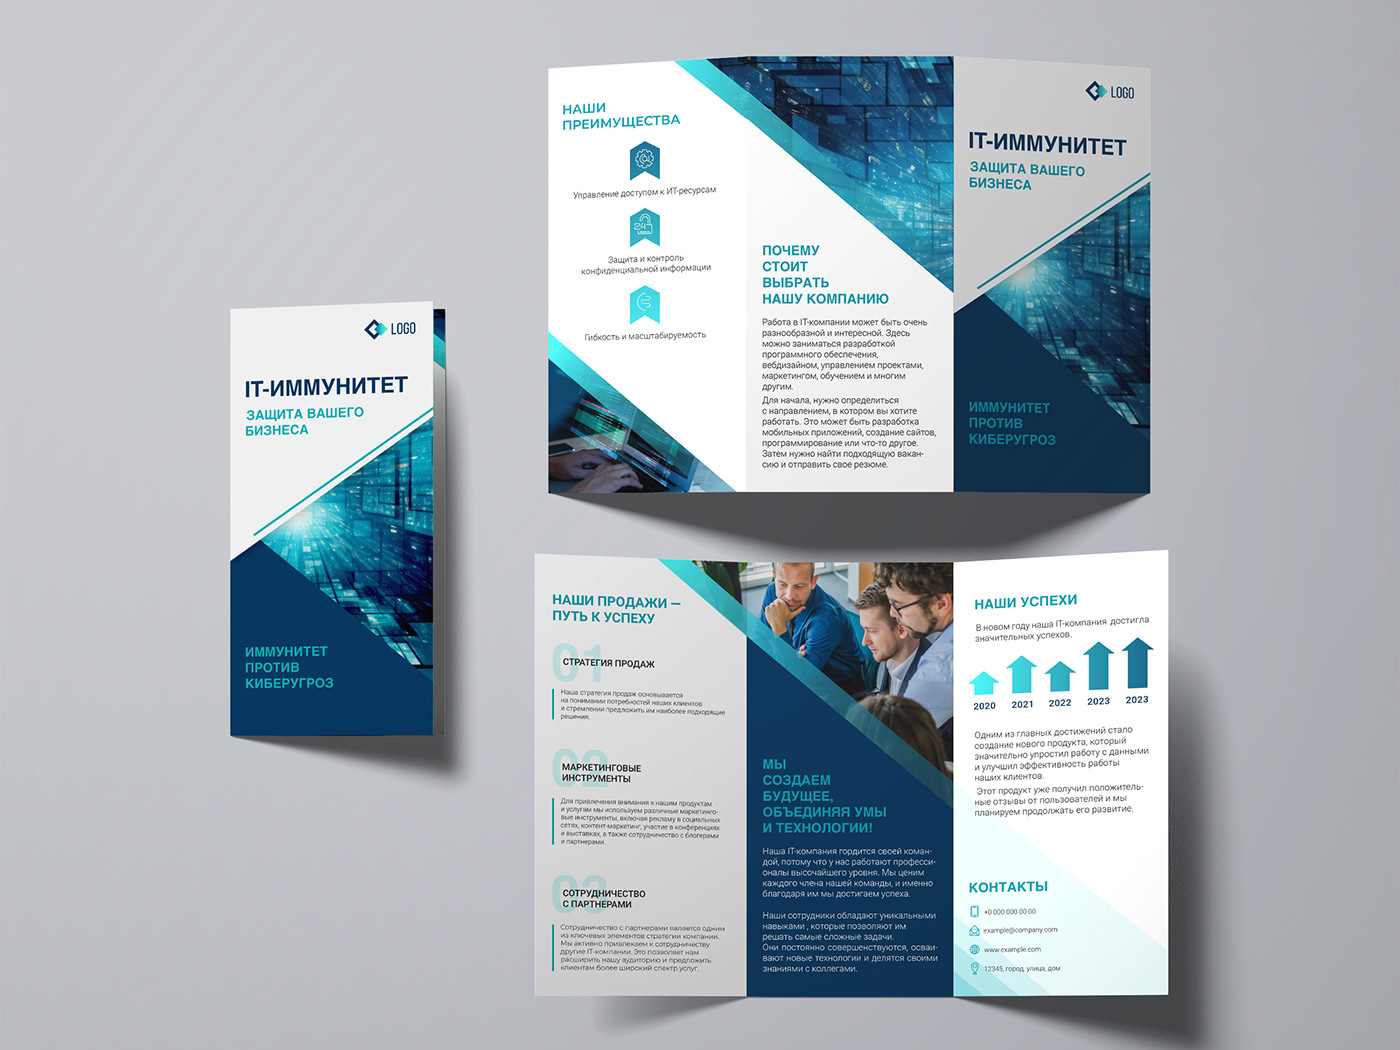 LOGO
IT-ИММУНИТЕТ
ЗАЩИТА ВАШЕГО
БИЗНЕСА
ИММУНИТЕТ
ПРОТИВ
КИБЕРУГРОЗ
НАШИ
ПРЕИМУЩЕСТВА
Управление доступом к ИТ-ресурсам
24
Защита и контроль
конфиденциальной информации
Гибкость и масштабируемость
ПОЧЕМУ
СТОИТ
ВЫБРАТЬ
НАШУ КОМПАНИЮ
Работа в IT-компании может быть очень
разнообразной и интересной. Здесь
можно заниматься разработкой
программного обеспечения,
вебдизайном, управлением проектами,
маркетингом, обучением и многим
другим.
Для начала, нужно определиться
с направлением, в котором вы хотите
работать. Это может быть разработка
мобильных приложений, создание сайтов,
программирование или что-то другое.
Затем нужно найти подходящую вакан-
сию и отправить свое резюме.
LOGO
IT-ИММУНИТЕТ
ЗАЩИТА ВАШЕГО
БИЗНЕСА
ИММУНИТЕТ
ПРОТИВ
КИБЕРУГРОЗ
НАШИ ПРОДАЖИ —
ПУТЬ К УСПЕХУ
01
СТРАТЕГИЯ ПРОДАЖ
Наша стратегия продаж основывается
на понимании потребностей наших клиентов
и стремлении предложить им наиболее подходящие
решения.
02
МАРКЕТИНГОВЫЕ
ИНСТРУМЕНТЫ
Для привлечения внимания к нашим продуктам
и услугам мы используем различные маркетинго-
вые инструменты, включая рекламу в социальных
сетях, контент-маркетинг, участие в конференциях
и выставках, а также сотрудничество с блогерами
и партнерами.
03
СОТРУДНИЧЕСТВО
С ПАРТНЕРАМИ
Сотрудничество с партнерами является одним
из ключевых элементов стратегии компании.
Мы активно привлекаем к сотрудничеству
другие IT-компании. Это позволяет нам
расширить нашу аудиторию и предложить
клиентам более широкий спектр услуг.
МЫ
СОЗДАЕМ
БУДУЩЕЕ,
ОБЪЕДИНЯЯ УМЫ
И ТЕХНОЛОГИИ!
Наша IT-компания гордится своей коман-
дой, потому что у нас работают професси-
оналы высочайшего уровня. Мы ценим
каждого члена нашей команды, и именно
благодаря им мы достигаем успеха.
Наши сотрудники обладают уникальными
навыками , которые позволяют им
решать самые сложные задачи.
Они постоянно совершенствуются, осваи-
вают новые технологии и делятся своими
знаниями с коллегами.
НАШИ УСПЕХИ
В новом году наша IT-компания достигла
значительных успехов.
2020 2021 2022 2023 2023
Одним из главных достижений стало
создание нового продукта, который
значительно упростил работу с данными
и улучшил эффективность работы
наших клиентов.
Этот продукт уже получил положитель-
ные отзывы от пользователей и мы
планируем продолжать его развитие.
КОНТАКТЫ
+0 000 000 00 00
example@company.com
www.example.com
12345, город, улица, дом